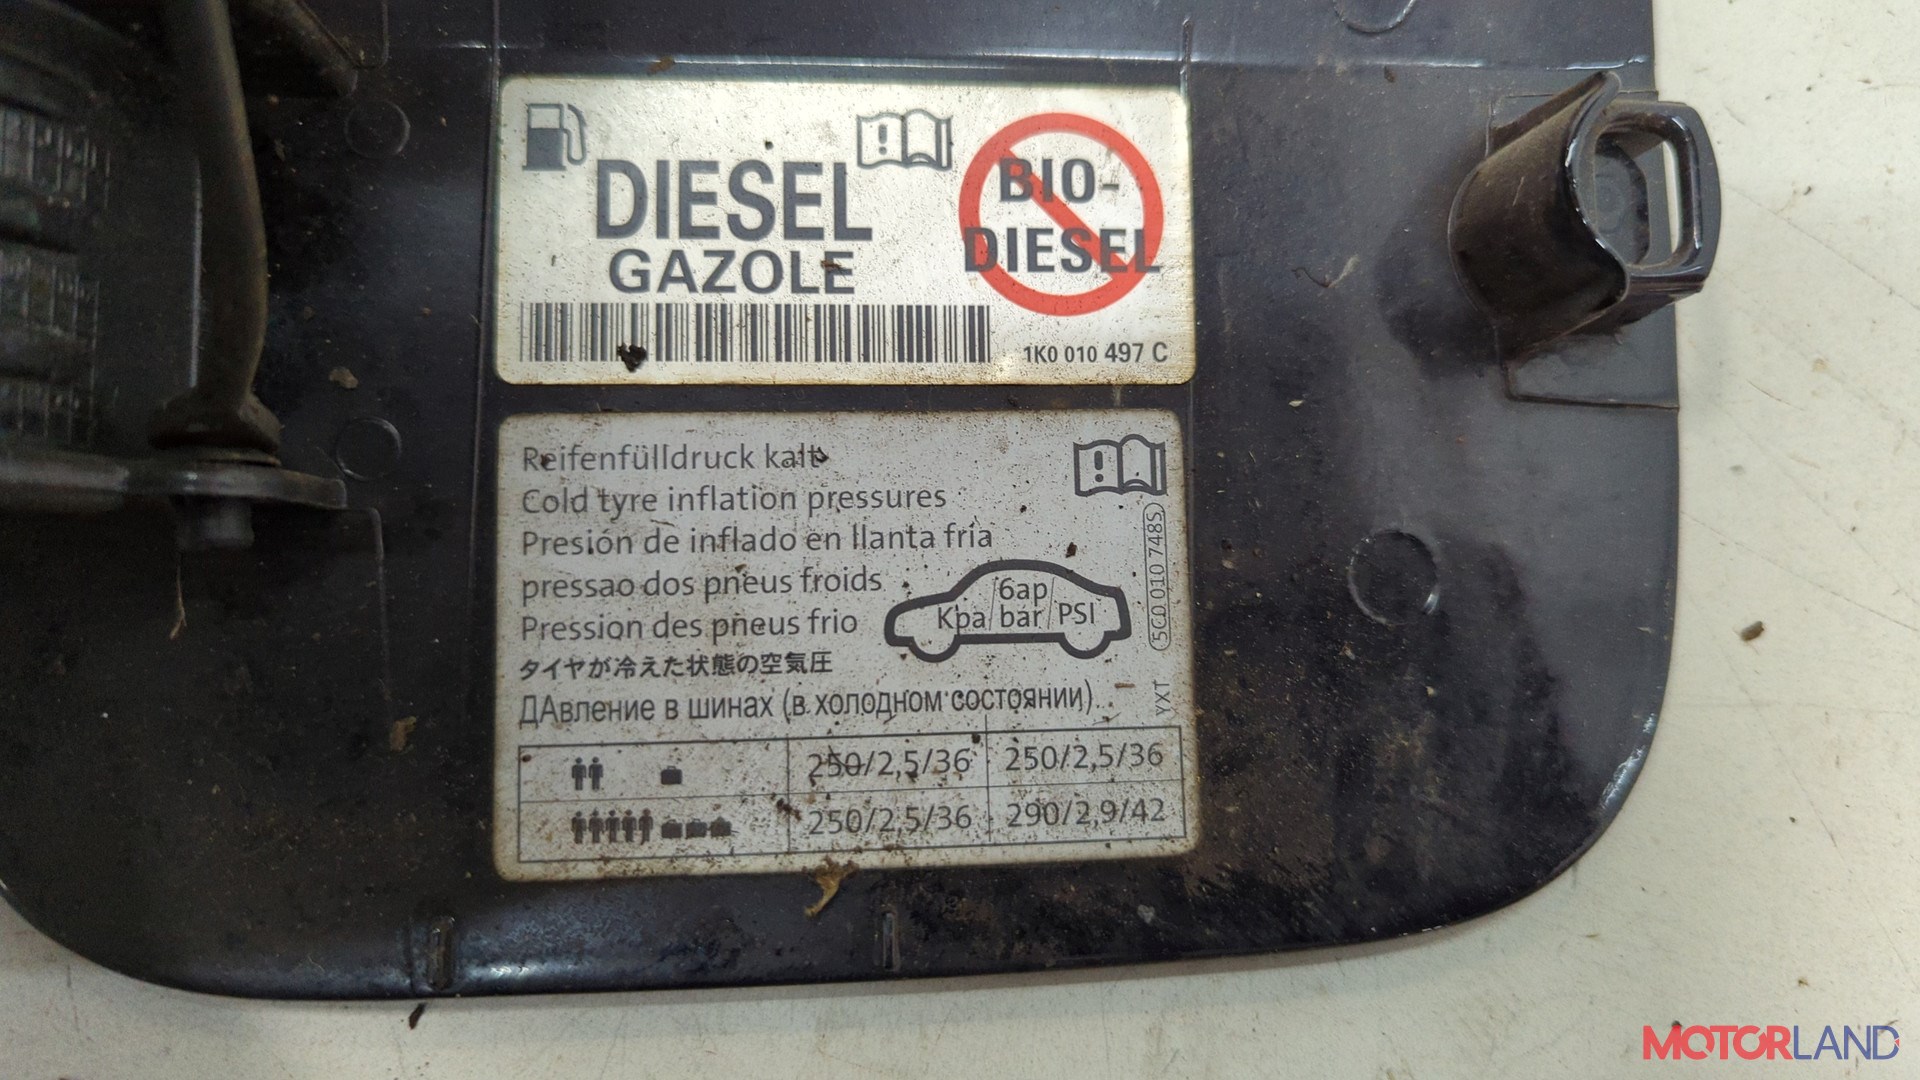 DIESEL
GAZOLE
BIO-
DIESEL
1K0 010 497 C
Reifenfülldruck kalt
Cold tyre inflation pressures
Presión de inflado en llanta fría
pressao dos pneus froids
Pression des pneus frio
タイヤが冷えた状態の空気圧
ДАвление в шинах (в холодном состоянии)
Kpa/bar/PSI
бар
5C0 010 748S
YXT
250/2,5/36 250/2,5/36
250/2,5/36 290/2,9/42
MOTORLAND